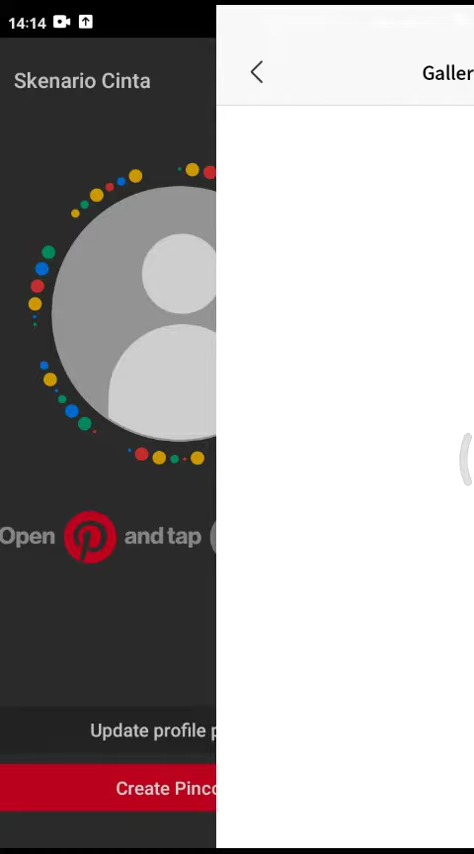 14:14
Skenario Cinta
Galler
Open and tap
Update profile p
Create Pinco